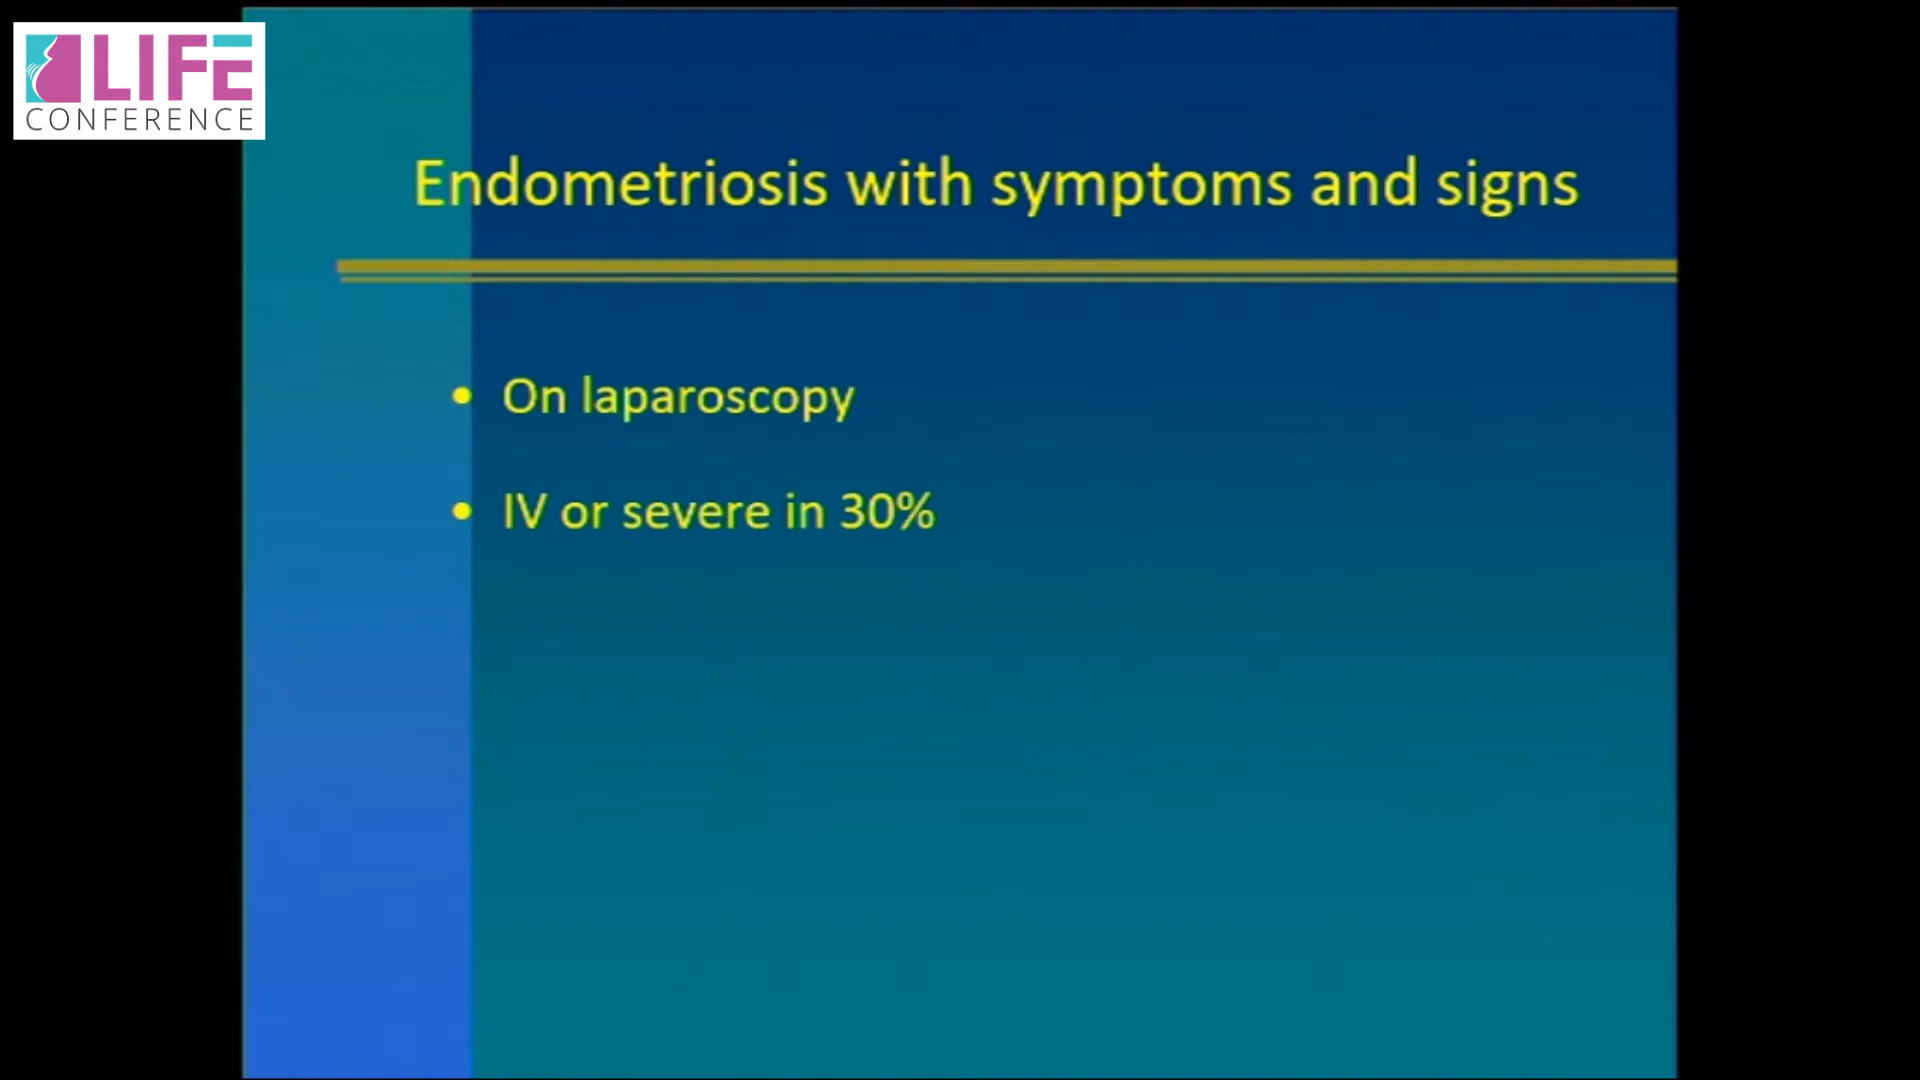 LIFE
CONFERENCE
Endometriosis with symptoms and signs
• On laparoscopy
• IV or severe in 30%